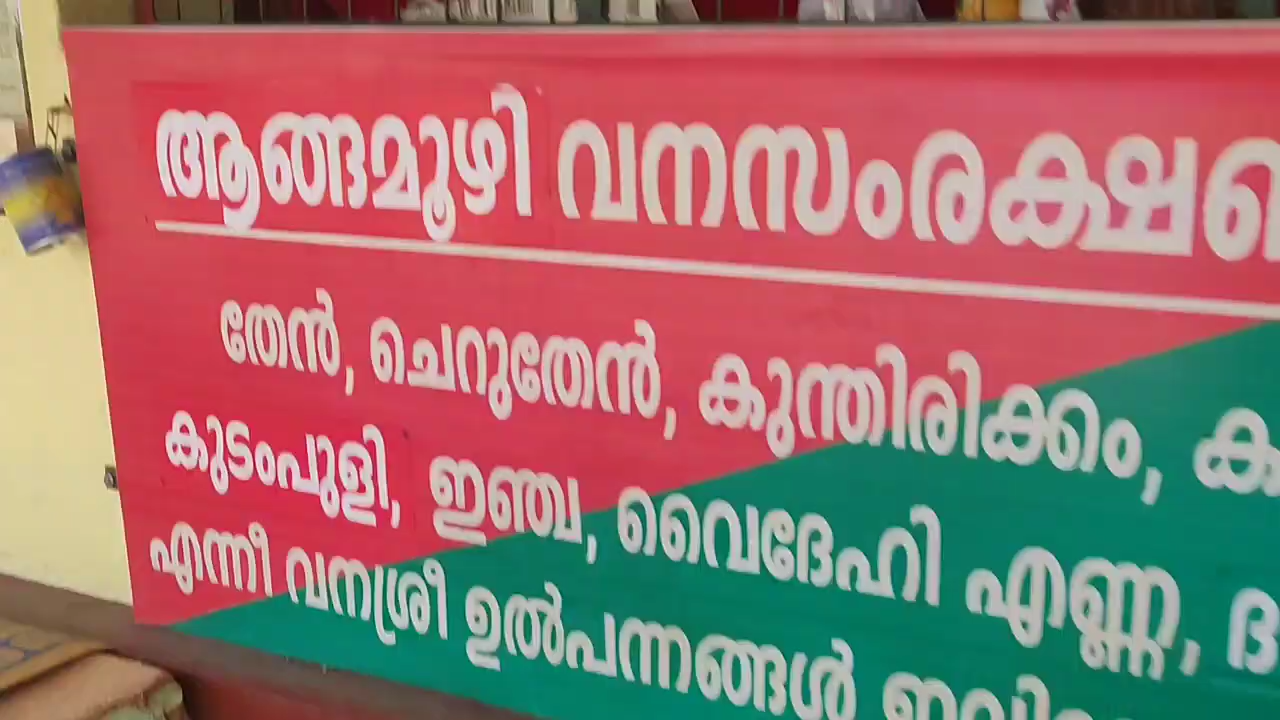 ആങ്ങമൂഴി വനസംരക്ഷണ
തേൻ, ചെറുതേൻ, കുന്തിരിക്കം,
കുടംപുളി, ഇഞ്ച, വൈദേഹി എണ്ണ,
എന്നീ വനശ്രീ ഉൽപന്നങ്ങൾ